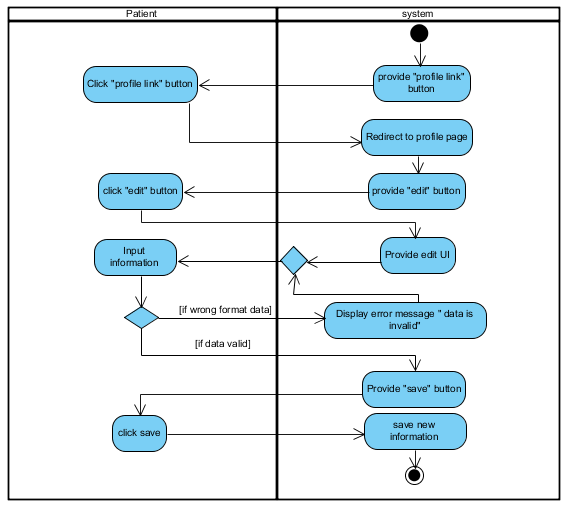 Patient
system
provide "profile link"
button
Click "profile link" button
Redirect to profile page
provide "edit" button
click "edit" button
Provide edit UI
Input
information
[if wrong format data]
Display error message " data is
invalid"
[if data valid]
Provide "save" button
click save
save new
information